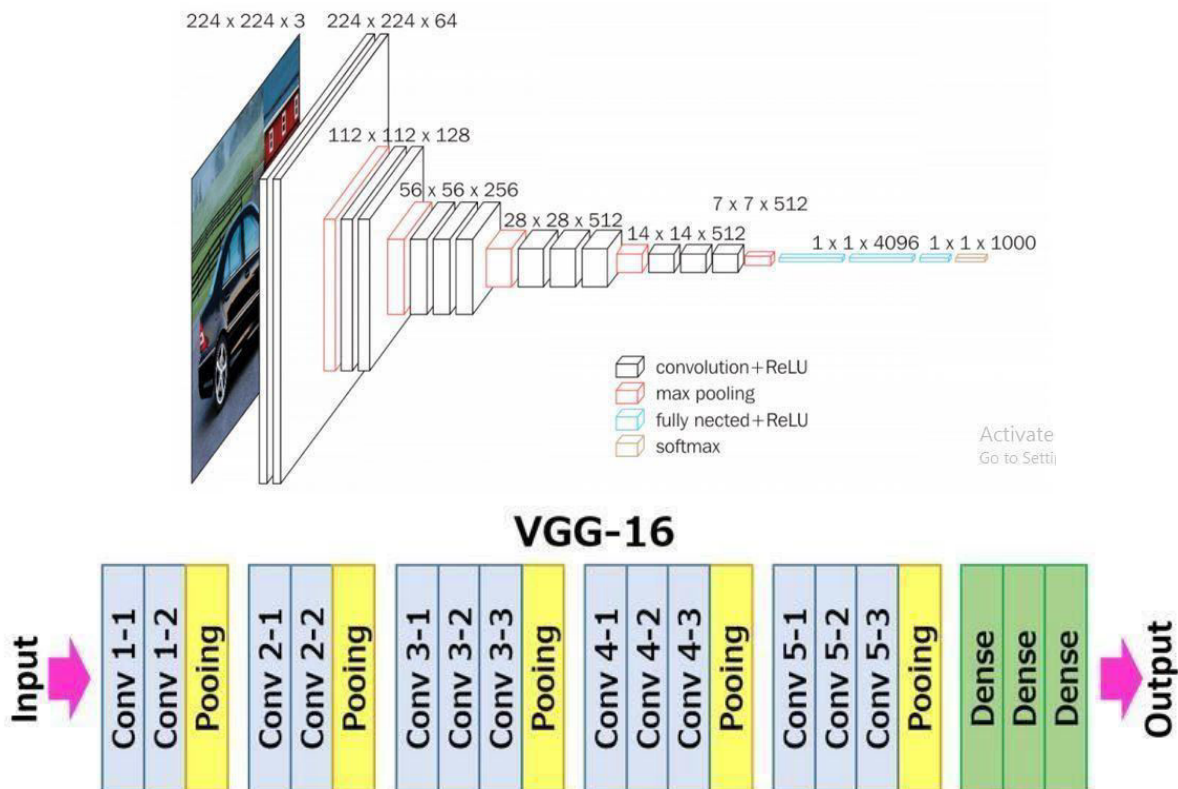 224 x 224 x 3
224 x 224 x 64
112 x 112 x 128
56 x 56 x 256
28 x 28 x 512
14 x 14 x 512
7 x 7 x 512
1 x 1 x 4096
1 x 1 x 1000
convolution+ReLU
max pooling
fully nected+ReLU
softmax
Activate
Go to Setti
VGG-16
Input
Conv 1-1
Conv 1-2
Pooing
Conv 2-1
Conv 2-2
Pooing
Conv 3-1
Conv 3-2
Conv 3-3
Pooing
Conv 4-1
Conv 4-2
Conv 4-3
Pooing
Conv 5-1
Conv 5-2
Conv 5-3
Pooing
Dense
Dense
Dense
Output